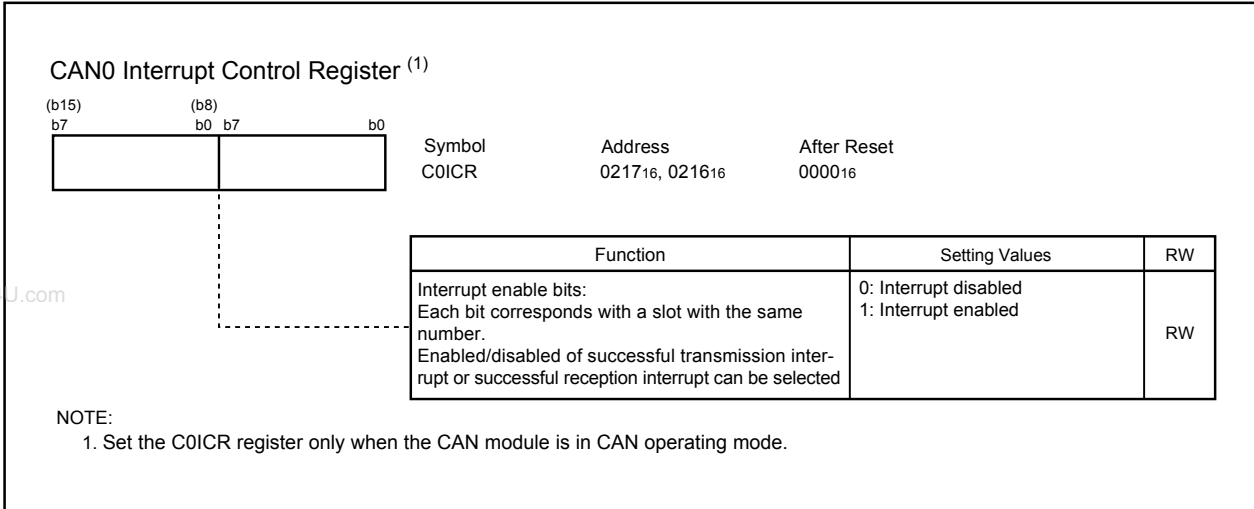 CAN0 Interrupt Control Register (1)
(b15) (b8)
b7 b0 b7 b0
Symbol Address After Reset
C0ICR 021716, 021616 000016
Function Setting Values RW
Interrupt enable bits: 0: Interrupt disabled
Each bit corresponds with a slot with the same 1: Interrupt enabled
number. RW
Enabled/disabled of successful transmission inter-
rupt or successful reception interrupt can be selected
U.com
NOTE:
1. Set the C0ICR register only when the CAN module is in CAN operating mode.